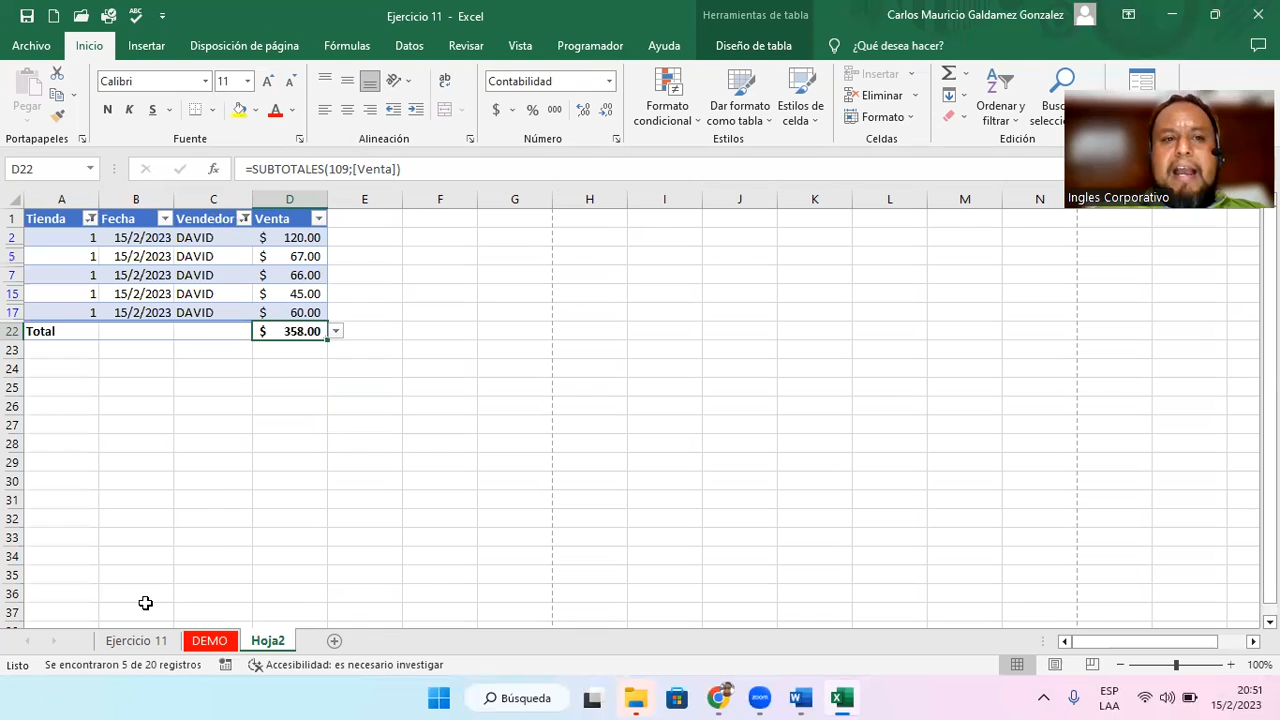 Ejercicio 11 - Excel
Herramientas de tabla
Carlos Mauricio Galdamez Gonzalez
Archivo Inicio Insertar Disposición de página Fórmulas Datos Revisar Vista Programador Ayuda Diseño de tabla ¿Qué desea hacer?
Pegar
Calibri 11
N K S
ab
Contabilidad
$ % 000
Formato condicional
Dar formato como tabla
Estilos de celda
Insertar
Eliminar
Formato
Ordenar y filtrar
Portapapeles Fuente Alineación Número Estilos Celdas Edición
Ingles Corporativo
D22 fx =SUBTOTALES(109;[Venta])
A B C D E F G H I J K L M N
1 Tienda Fecha Vendedor Venta
2 1 15/2/2023 DAVID $ 120.00
5 1 15/2/2023 DAVID $ 67.00
7 1 15/2/2023 DAVID $ 66.00
15 1 15/2/2023 DAVID $ 45.00
17 1 15/2/2023 DAVID $ 60.00
22 Total $ 358.00
23
24
25
26
27
28
29
30
31
32
33
34
35
36
37
Ejercicio 11 DEMO Hoja2
Listo Se encontraron 5 de 20 registros Accesibilidad: es necesario investigar 100%
Búsqueda
ESP
LAA
20:51
15/2/2023